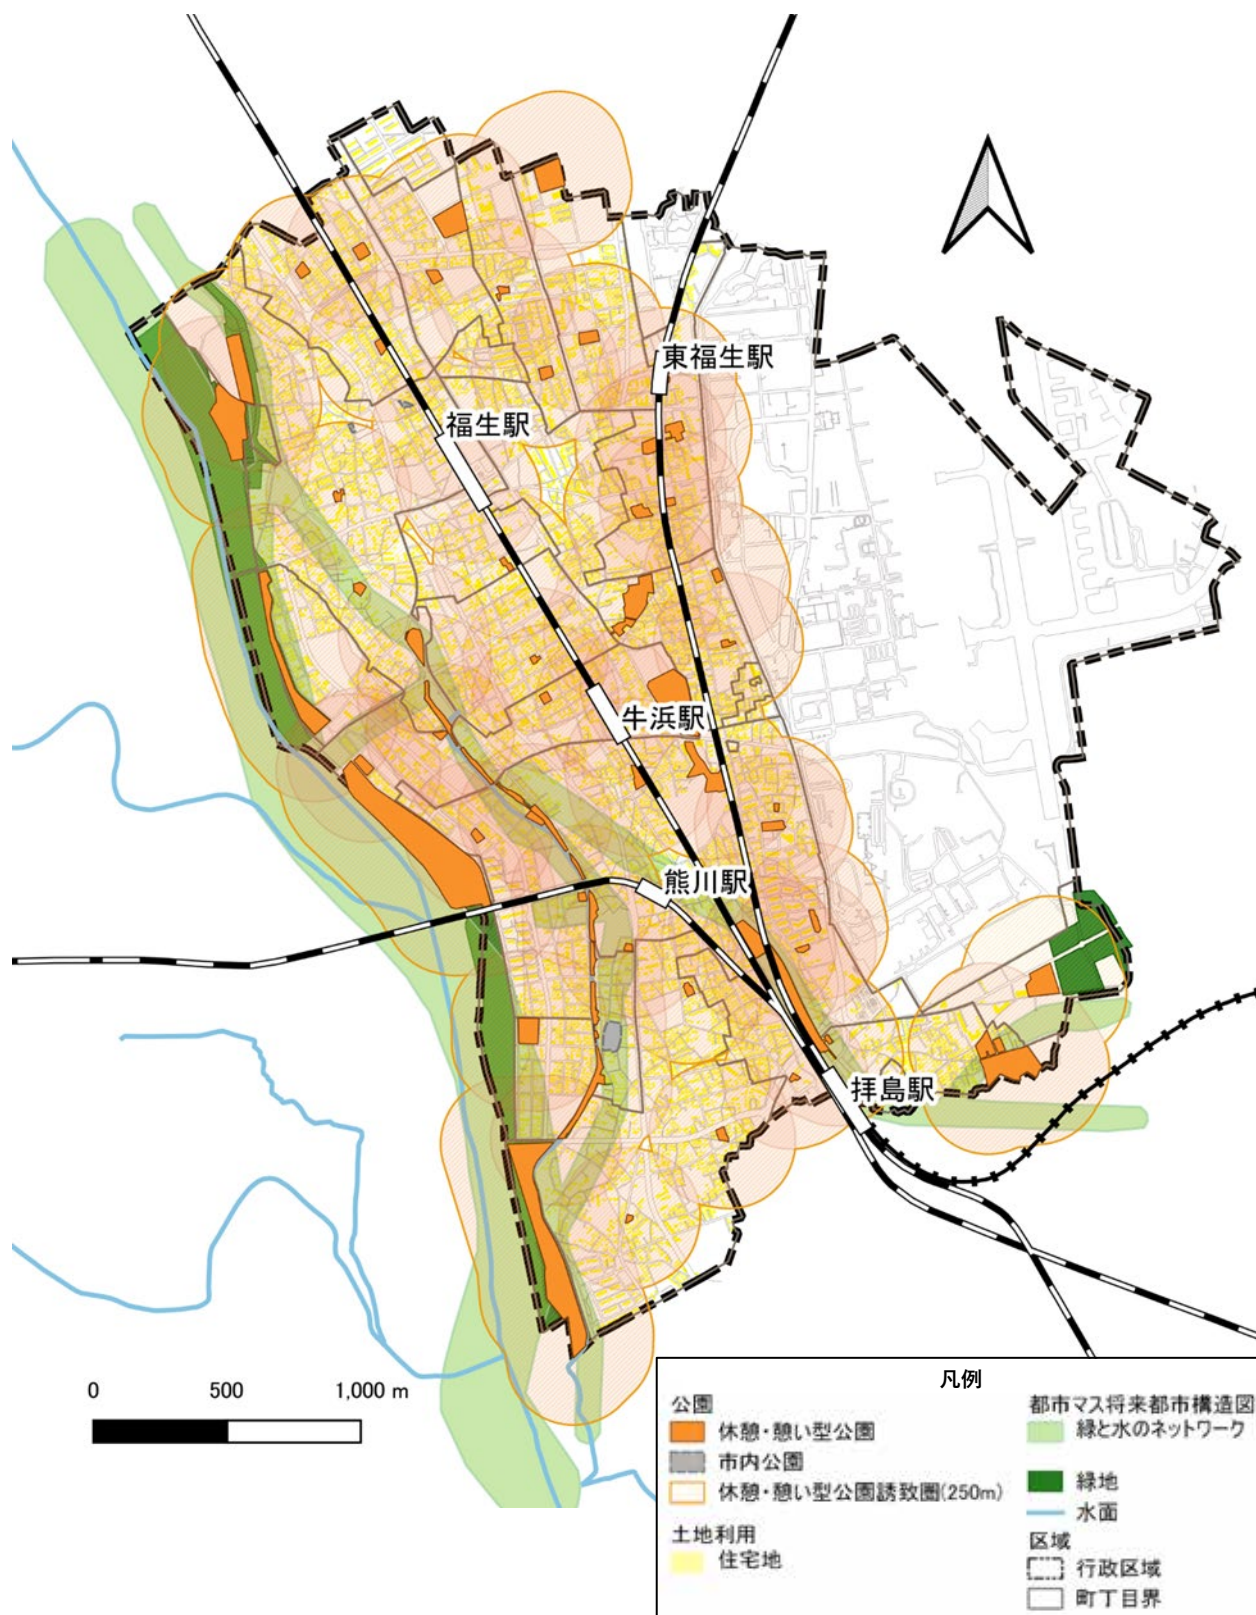 東福生駅
福生駅
牛浜駅
熊川駅
拝島駅
0 500 1,000 m
凡例
公園
休憩・憩い型公園
市内公園
休憩・憩い型公園誘致圏(250m)
土地利用
住宅地
都市マス将来都市構造図
緑と水のネットワーク
緑地
水面
区域
行政区域
町丁目界